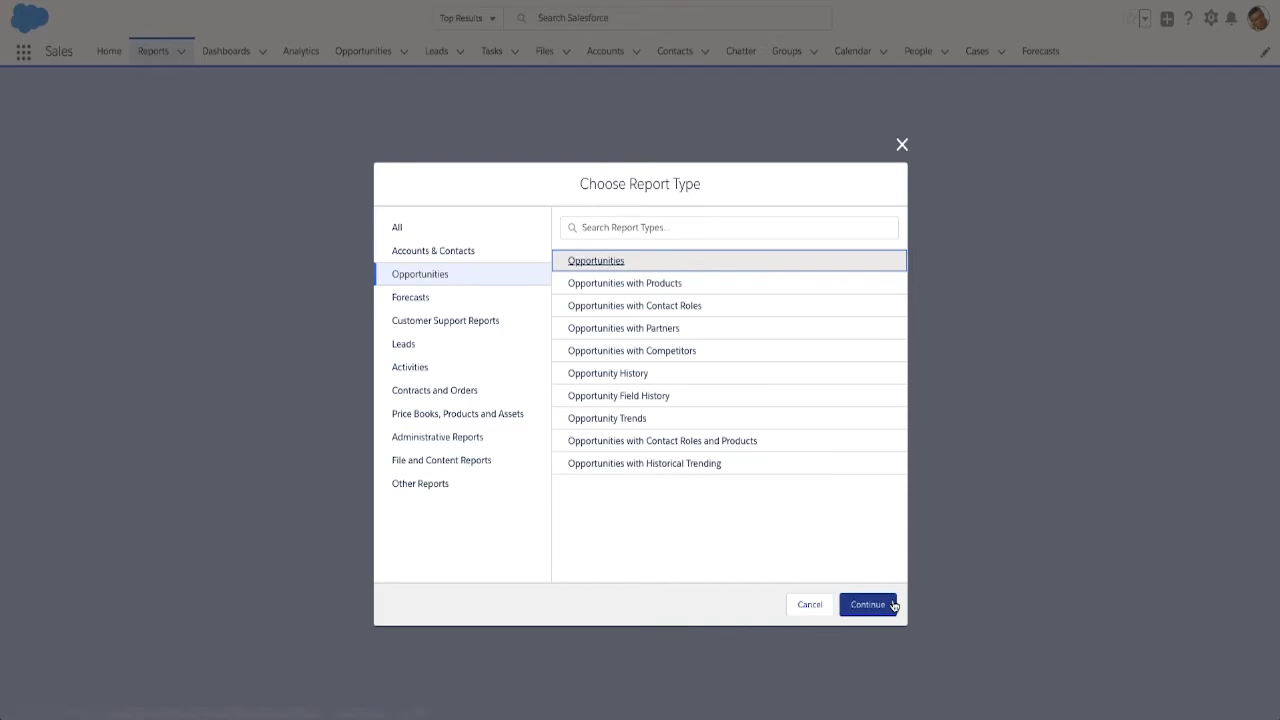 Top Results
Search Salesforce
Sales
Home
Reports
Dashboards
Analytics
Opportunities
Leads
Tasks
Files
Accounts
Contacts
Chatter
Groups
Calendar
People
Cases
Forecasts
Choose Report Type
All
Accounts & Contacts
Opportunities
Forecasts
Customer Support Reports
Leads
Activities
Contracts and Orders
Price Books, Products and Assets
Administrative Reports
File and Content Reports
Other Reports
Search Report Types...
Opportunities
Opportunities with Products
Opportunities with Contact Roles
Opportunities with Partners
Opportunities with Competitors
Opportunity History
Opportunity Field History
Opportunity Trends
Opportunities with Contact Roles and Products
Opportunities with Historical Trending
Cancel
Continue